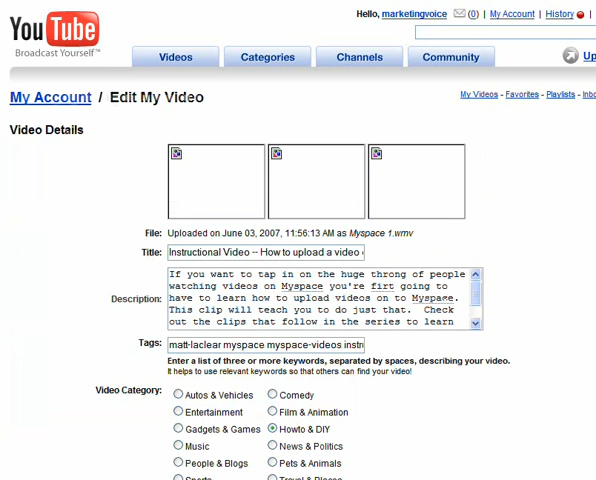 Hello, marketingvoice (0) | My Account | History |
YouTube
Broadcast Yourself™
Videos Categories Channels Community
My Account / Edit My Video
My Videos - Favorites - Playlists -
Video Details
File: Uploaded on June 03, 2007, 11:56:13 AM as Myspace 1.wmv
Title: Instructional Video -- How to upload a video
Description: If you want to tap in on the huge throng of people
watching videos on Myspace you're firt going to
have to learn how to upload videos on to Myspace.
This clip will teach you to do just that. Check
out the clips that follow in the series to learn
Tags: matt-laclear myspace myspace-videos instr
Enter a list of three or more keywords, separated by spaces, describing your video.
It helps to use relevant keywords so that others can find your video!
Video Category: Autos & Vehicles Comedy
Entertainment Film & Animation
Gadgets & Games Howto & DIY
Music News & Politics
People & Blogs Pets & Animals